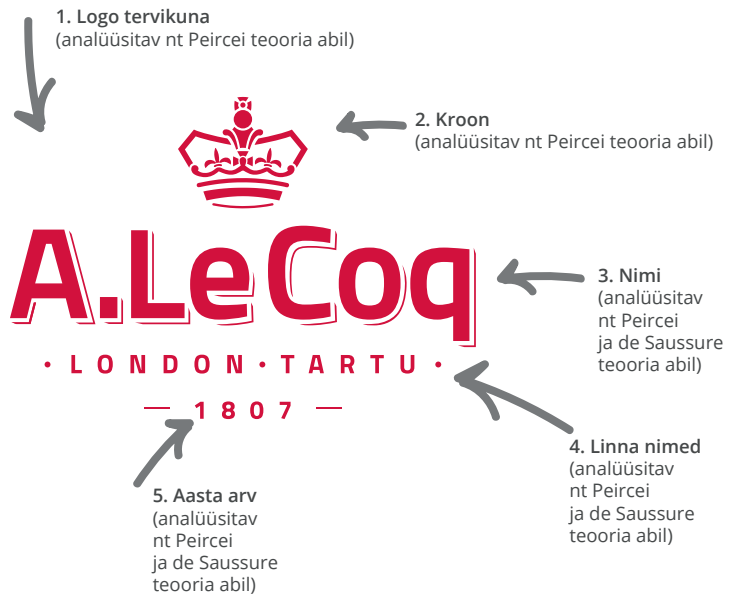 1. Logo tervikuna
(analüüsitav nt Peircei teooria abil)
2. Kroon
(analüüsitav nt Peircei teooria abil)
A.LeCoq
3. Nimi
(analüüsitav
nt Peircei
ja de Saussure
teooria abil)
· LONDON · TARTU ·
— 1807 —
4. Linna nimed
(analüüsitav
nt Peircei
ja de Saussure
teooria abil)
5. Aasta arv
(analüüsitav
nt Peircei
ja de Saussure
teooria abil)